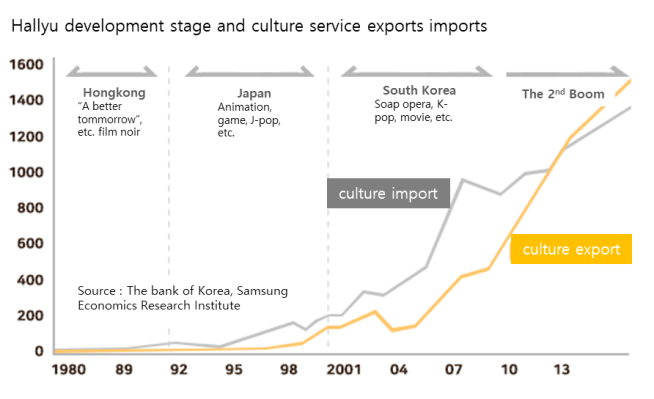 Hallyu development stage and culture service exports imports
1600
1400
1200
1000
800
600
400
200
0
Hongkong
"A better
tommorrow",
etc. film noir
Japan
Animation,
game, J-pop,
etc.
South Korea
Soap opera, K-
pop, movie, etc.
The 2nd Boom
culture import
culture export
Source : The bank of Korea, Samsung
Economics Research Institute
1980 89 92 95 98 2001 04 07 10 13